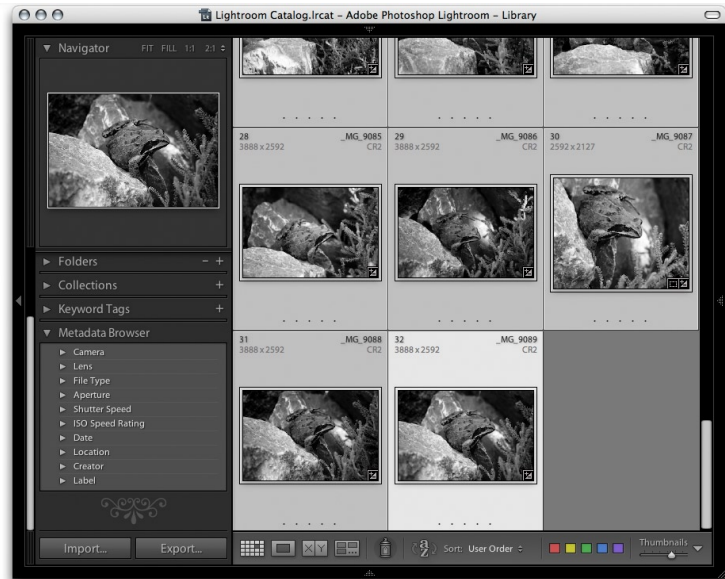 Lightroom Catalog.lrcat – Adobe Photoshop Lightroom – Library
Navigator FIT FILL 1:1 2:1
Folders
Collections
Keyword Tags
Metadata Browser
Camera
Lens
File Type
Aperture
Shutter Speed
ISO Speed Rating
Date
Location
Creator
Label
Import... Export...
28 _MG_9085
3888 x 2592 CR2
29 _MG_9086
3888 x 2592 CR2
30 _MG_9087
2592 x 2127 CR2
31 _MG_9088
3888 x 2592 CR2
32 _MG_9089
3888 x 2592 CR2
X Y
a z
Sort: User Order
Thumbnails